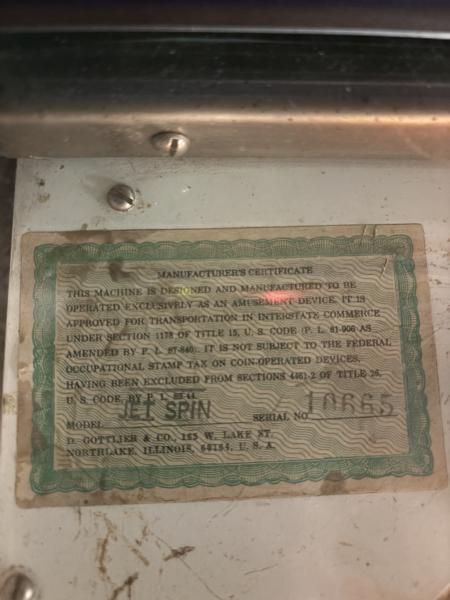 MANUFACTURER'S CERTIFICATE
THIS MACHINE IS DESIGNED AND MANUFACTURED TO BE
OPERATED EXCLUSIVELY AS AN AMUSEMENT DEVICE. IT IS
APPROVED FOR TRANSPORTATION IN INTERSTATE COMMERCE
UNDER SECTION 1178 OF TITLE 15, U. S. CODE (P. L. 81-906 AS
AMENDED BY P. L. 87-840). IT IS NOT SUBJECT TO THE FEDERAL
OCCUPATIONAL STAMP TAX ON COIN-OPERATED DEVICES,
HAVING BEEN EXCLUDED FROM SECTIONS 4461-2 OF TITLE 26,
U. S. CODE, BY P. L. 89-44.
MODEL JET SPIN SERIAL NO. 10665
D. GOTTLIEB & CO., 165 W. LAKE ST.
NORTHLAKE, ILLINOIS, 60164, U. S. A.